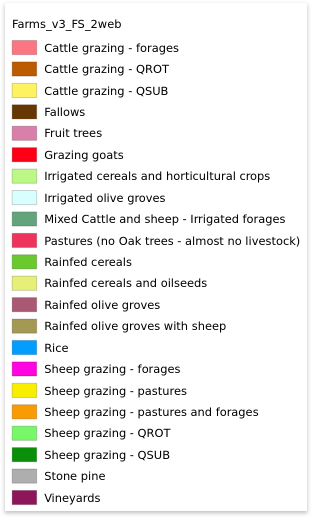 Farms_v3_FS_2web
Cattle grazing - forages
Cattle grazing - QROT
Cattle grazing - QSUB
Fallows
Fruit trees
Grazing goats
Irrigated cereals and horticultural crops
Irrigated olive groves
Mixed Cattle and sheep - Irrigated forages
Pastures (no Oak trees - almost no livestock)
Rainfed cereals
Rainfed cereals and oilseeds
Rainfed olive groves
Rainfed olive groves with sheep
Rice
Sheep grazing - forages
Sheep grazing - pastures
Sheep grazing - pastures and forages
Sheep grazing - QROT
Sheep grazing - QSUB
Stone pine
Vineyards